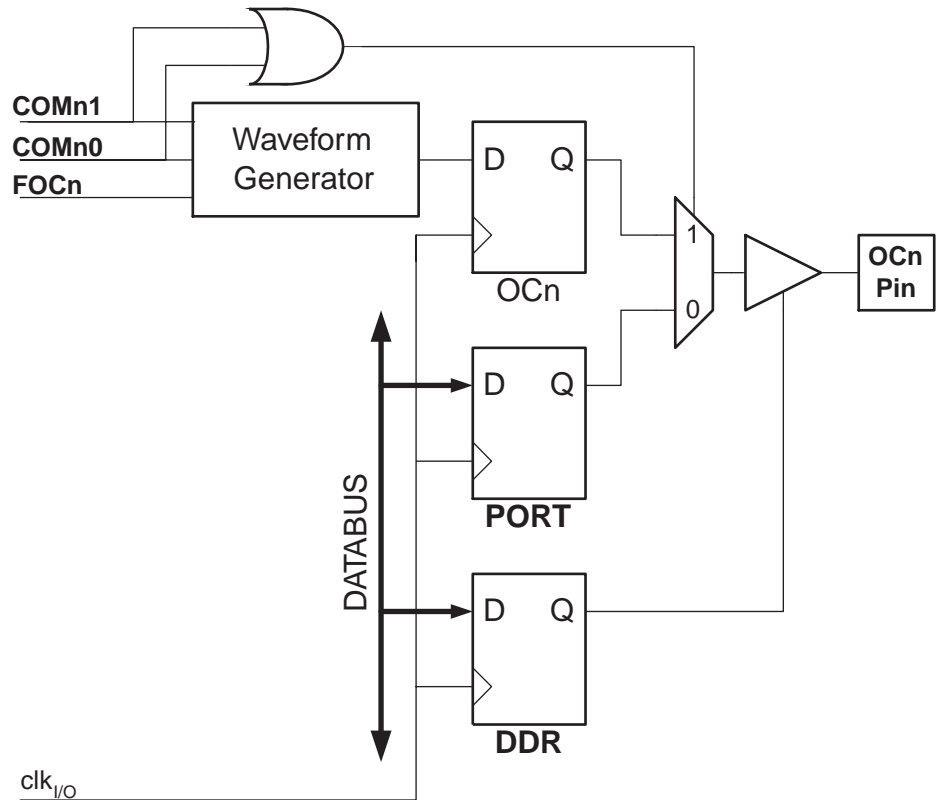 COMn1
COMn0
FOCn
Waveform
Generator
D Q
OCn
1
0
OCn
Pin
D Q
PORT
DATABUS
D Q
DDR
clkI/O